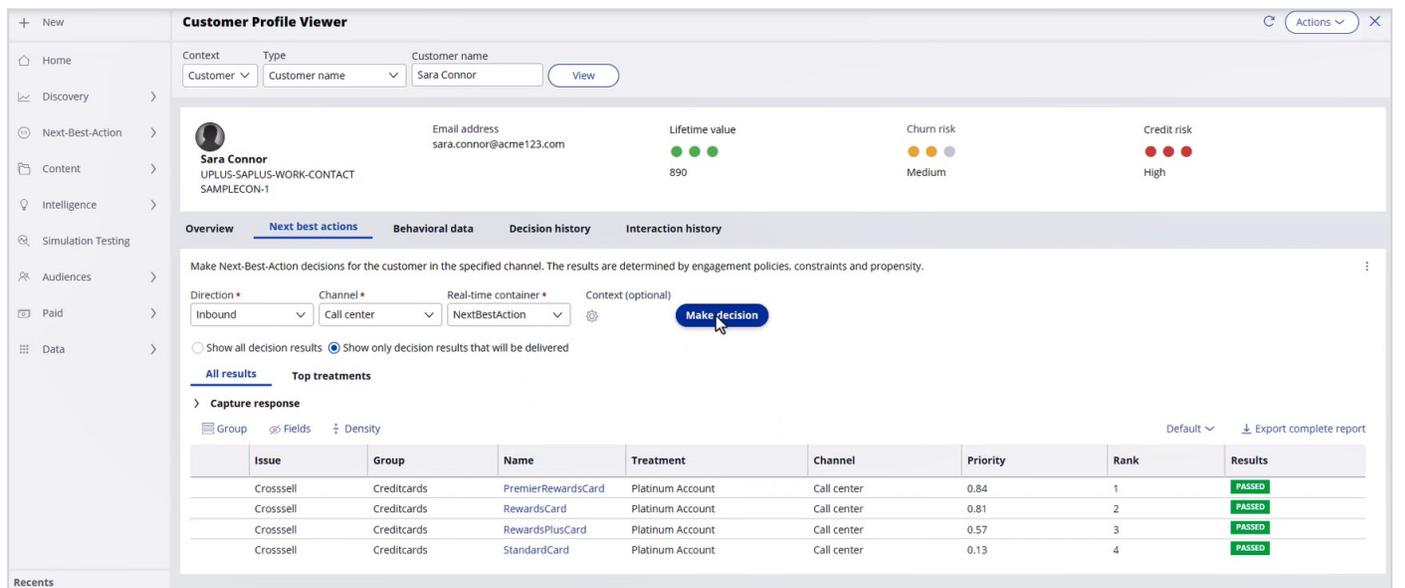 New
Customer Profile Viewer
Actions
Home
Discovery
Next-Best-Action
Content
Intelligence
Simulation Testing
Audiences
Paid
Data
Recents
Context
Type
Customer name
Customer
Customer name
Sara Connor
View
Sara Connor
UPLUS-SAPLUS-WORK-CONTACT
SAMPLECON-1
Email address
sara.connor@acme123.com
Lifetime value
890
Churn risk
Medium
Credit risk
High
Overview Next best actions Behavioral data Decision history Interaction history
Make Next-Best-Action decisions for the customer in the specified channel. The results are determined by engagement policies, constraints and propensity.
Direction * Channel * Real-time container * Context (optional)
Inbound Call center NextBestAction Make decision
Show all decision results Show only decision results that will be delivered
All results Top treatments
Capture response
Group Fields Density Default Export complete report
Issue Group Name Treatment Channel Priority Rank Results
Crosssell Creditcards PremierRewardsCard Platinum Account Call center 0.84 1 PASSED
Crosssell Creditcards RewardsCard Platinum Account Call center 0.81 2 PASSED
Crosssell Creditcards RewardsPlusCard Platinum Account Call center 0.57 3 PASSED
Crosssell Creditcards StandardCard Platinum Account Call center 0.13 4 PASSED